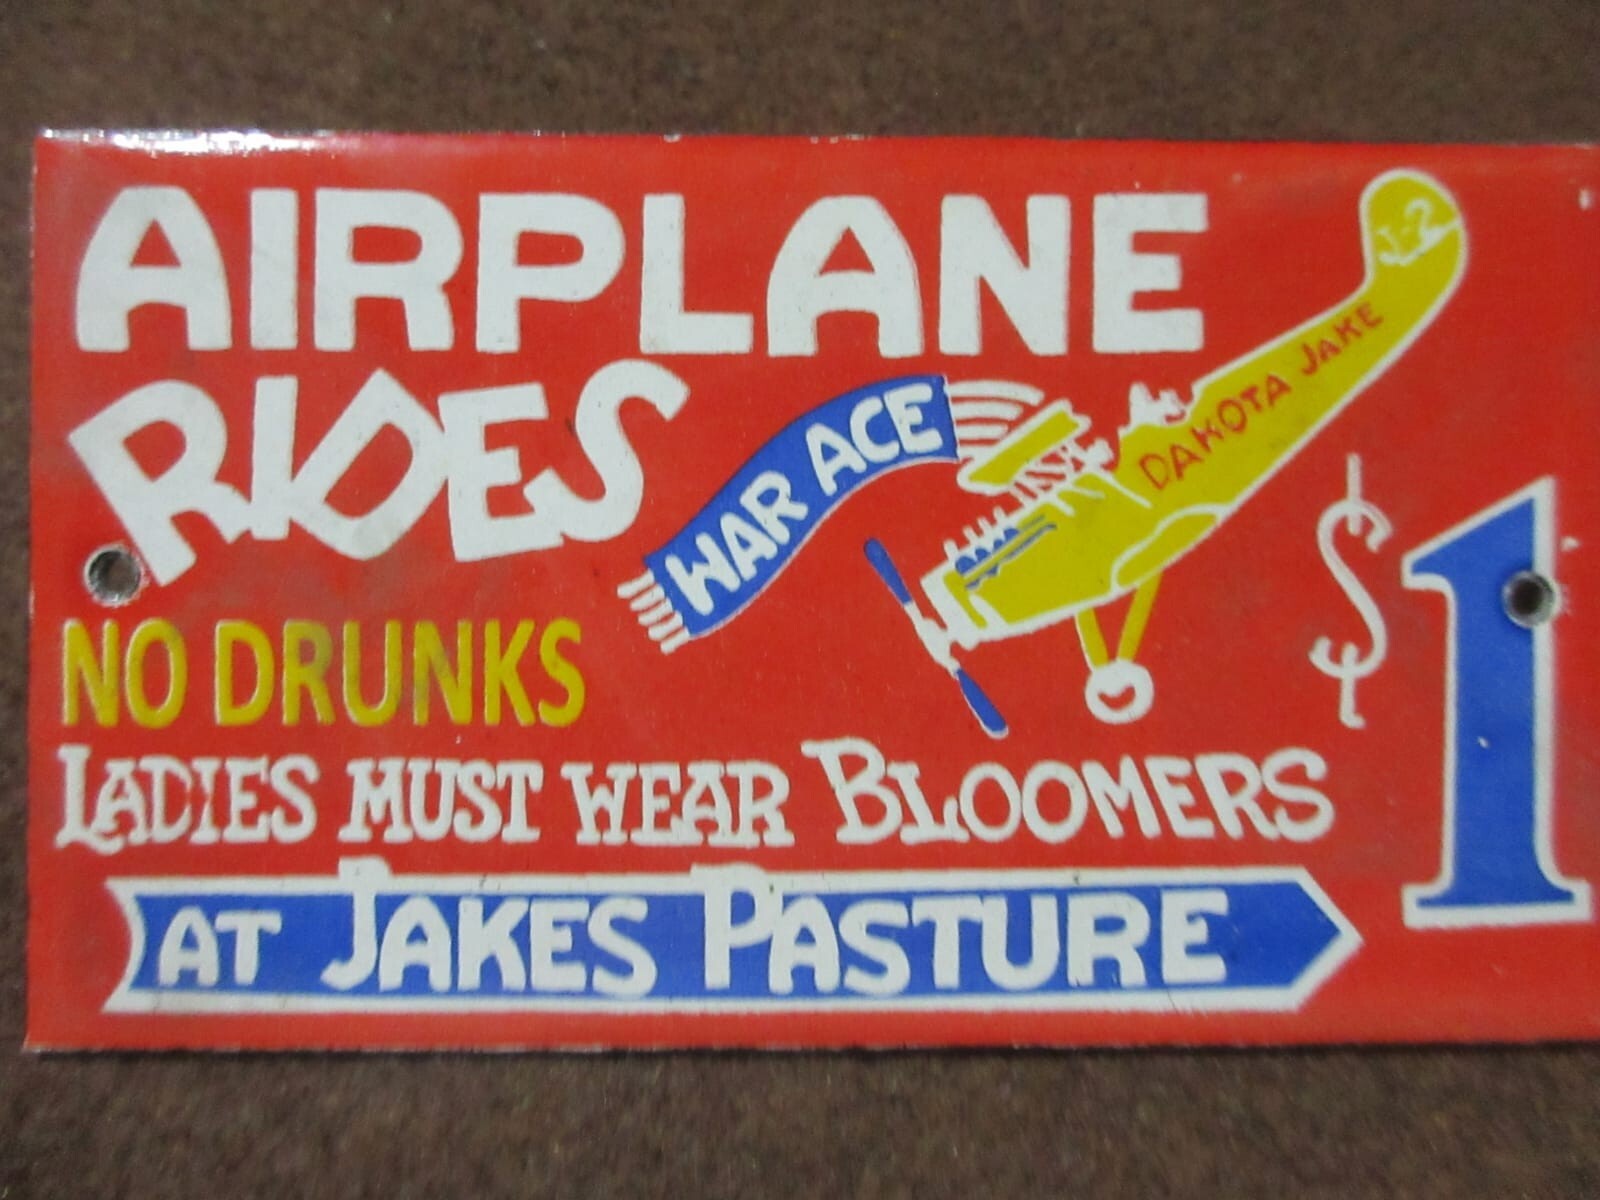 AIRPLANE
RIDES
WAR ACE
DAKOTA JAKE
$1
NO DRUNKS
LADIES MUST WEAR BLOOMERS
AT JAKES PASTURE